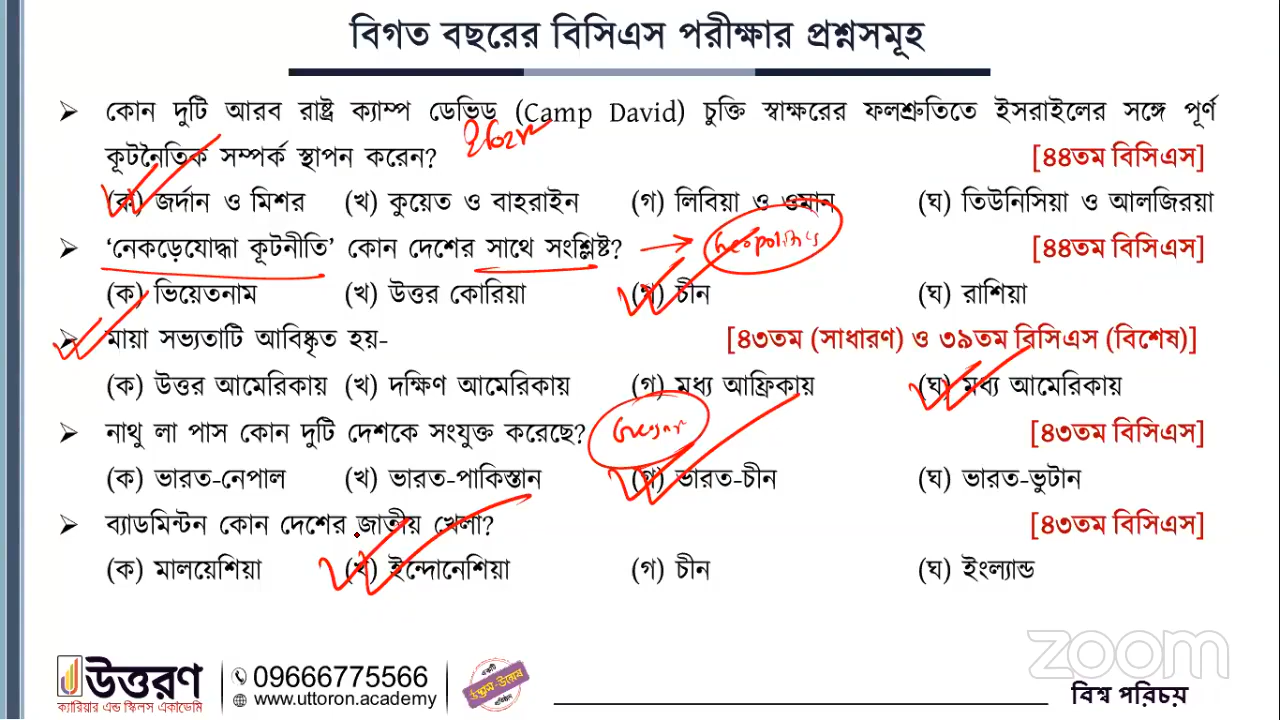 বিগত বছরের বিসিএস পরীক্ষার প্রশ্নসমূহ
কোন দুটি আরব রাষ্ট্র ক্যাম্প ডেভিড (Camp David) চুক্তি স্বাক্ষরের ফলশ্রুতিতে ইসরাইলের সঙ্গে পূর্ণ
কূটনৈতিক সম্পর্ক স্থাপন করেন? [৪৪তম বিসিএস]
(ক) জর্দান ও মিশর (খ) কুয়েত ও বাহরাইন (গ) লিবিয়া ও ওমান (ঘ) তিউনিসিয়া ও আলজিরয়া
‘নেকড়েযোদ্ধা কূটনীতি’ কোন দেশের সাথে সংশ্লিষ্ট? Geopolitics [৪৪তম বিসিএস]
(ক) ভিয়েতনাম (খ) উত্তর কোরিয়া (গ) চীন (ঘ) রাশিয়া
মায়া সভ্যতাটি আবিষ্কৃত হয়- [৪৩তম (সাধারণ) ও ৩৯তম বিসিএস (বিশেষ)]
(ক) উত্তর আমেরিকায় (খ) দক্ষিণ আমেরিকায় (গ) মধ্য আফ্রিকায় (ঘ) মধ্য আমেরিকায়
নাথু লা পাস কোন দুটি দেশকে সংযুক্ত করেছে? [৪৩তম বিসিএস]
(ক) ভারত-নেপাল (খ) ভারত-পাকিস্তান (গ) ভারত-চীন (ঘ) ভারত-ভুটান
ব্যাডমিন্টন কোন দেশের জাতীয় খেলা? [৪৩তম বিসিএস]
(ক) মালয়েশিয়া (খ) ইন্দোনেশিয়া (গ) চীন (ঘ) ইংল্যান্ড
zoom
উত্তরণ
ক্যারিয়ার এন্ড স্কিলস একাডেমি
09666775566
www.uttoron.academy
বিশ্ব পরিচয়